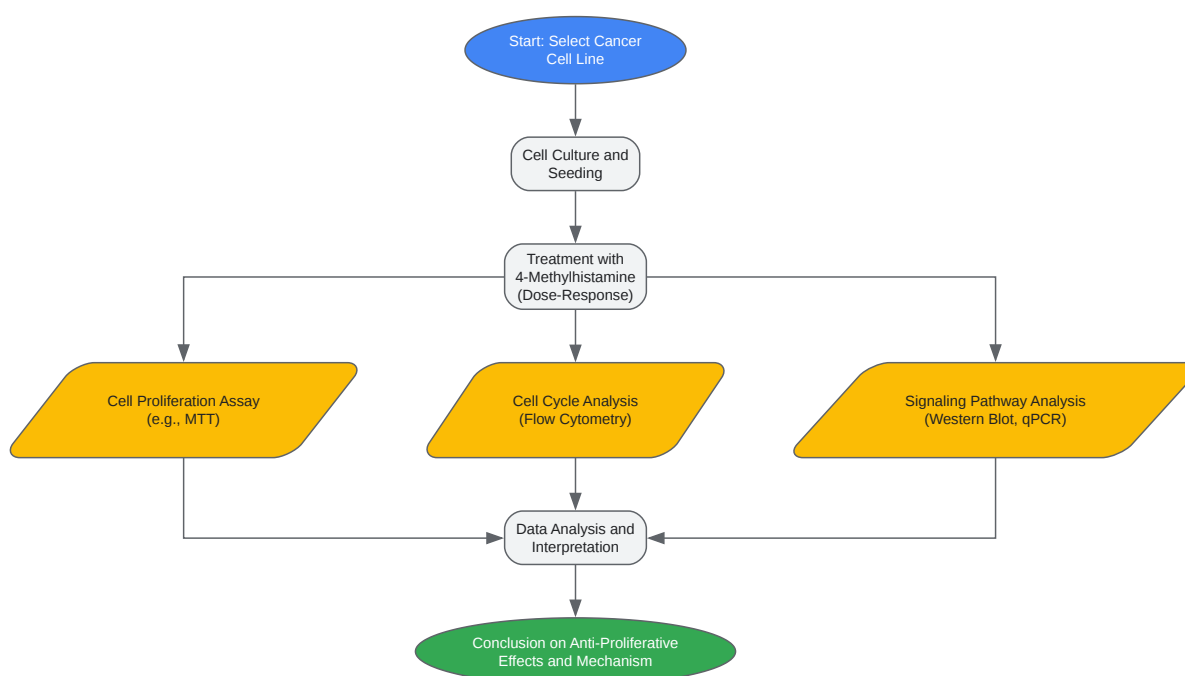 Start: Select Cancer
Cell Line
Cell Culture and
Seeding
Treatment with
4-Methylhistamine
(Dose-Response)
Cell Proliferation Assay
(e.g., MTT)
Cell Cycle Analysis
(Flow Cytometry)
Signaling Pathway Analysis
(Western Blot, qPCR)
Data Analysis and
Interpretation
Conclusion on Anti-Proliferative
Effects and Mechanism